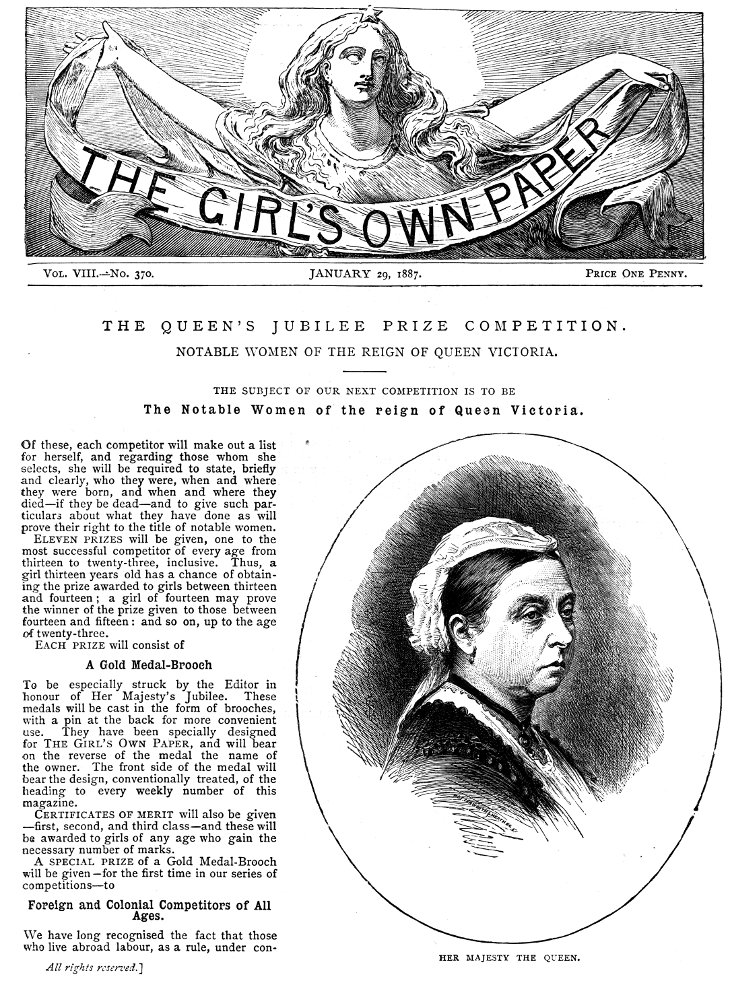 THE GIRL'S OWN PAPER
VOL. VIII.—NO. 370.
JANUARY 29, 1887.
PRICE ONE PENNY.
THE QUEEN'S JUBILEE PRIZE COMPETITION.
NOTABLE WOMEN OF THE REIGN OF QUEEN VICTORIA.
THE SUBJECT OF OUR NEXT COMPETITION IS TO BE
The Notable Women of the reign of Queen Victoria.
Of these, each competitor will make out a list
for herself, and regarding those whom she
selects, she will be required to state, briefly
and clearly, who they were, when and where
they were born, and when and where they
died—if they be dead—and to give such par-
ticulars about what they have done as will
prove their right to the title of notable women.
ELEVEN PRIZES will be given, one to the
most successful competitor of every age from
thirteen to twenty-three, inclusive. Thus, a
girl thirteen years old has a chance of obtain-
ing the prize awarded to girls between thirteen
and fourteen; a girl of fourteen may prove
the winner of the prize given to those between
fourteen and fifteen: and so on, up to the age
of twenty-three.
EACH PRIZE will consist of
A Gold Medal-Brooch
To be especially struck by the Editor in
honour of Her Majesty's Jubilee. These
medals will be cast in the form of brooches,
with a pin at the back for more convenient
use. They have been specially designed
for THE GIRL'S OWN PAPER, and will bear
on the reverse of the medal the name of
the owner. The front side of the medal will
bear the design, conventionally treated, of the
heading to every weekly number of this
magazine.
CERTIFICATES OF MERIT will also be given
—first, second, and third class—and these will
be awarded to girls of any age who gain the
necessary number of marks.
A SPECIAL PRIZE of a Gold Medal-Brooch
will be given—for the first time in our series of
competitions—to
Foreign and Colonial Competitors of All
Ages.
We have long recognised the fact that those
who live abroad labour, as a rule, under con-
All rights reserved.]
HER MAJESTY THE QUEEN.